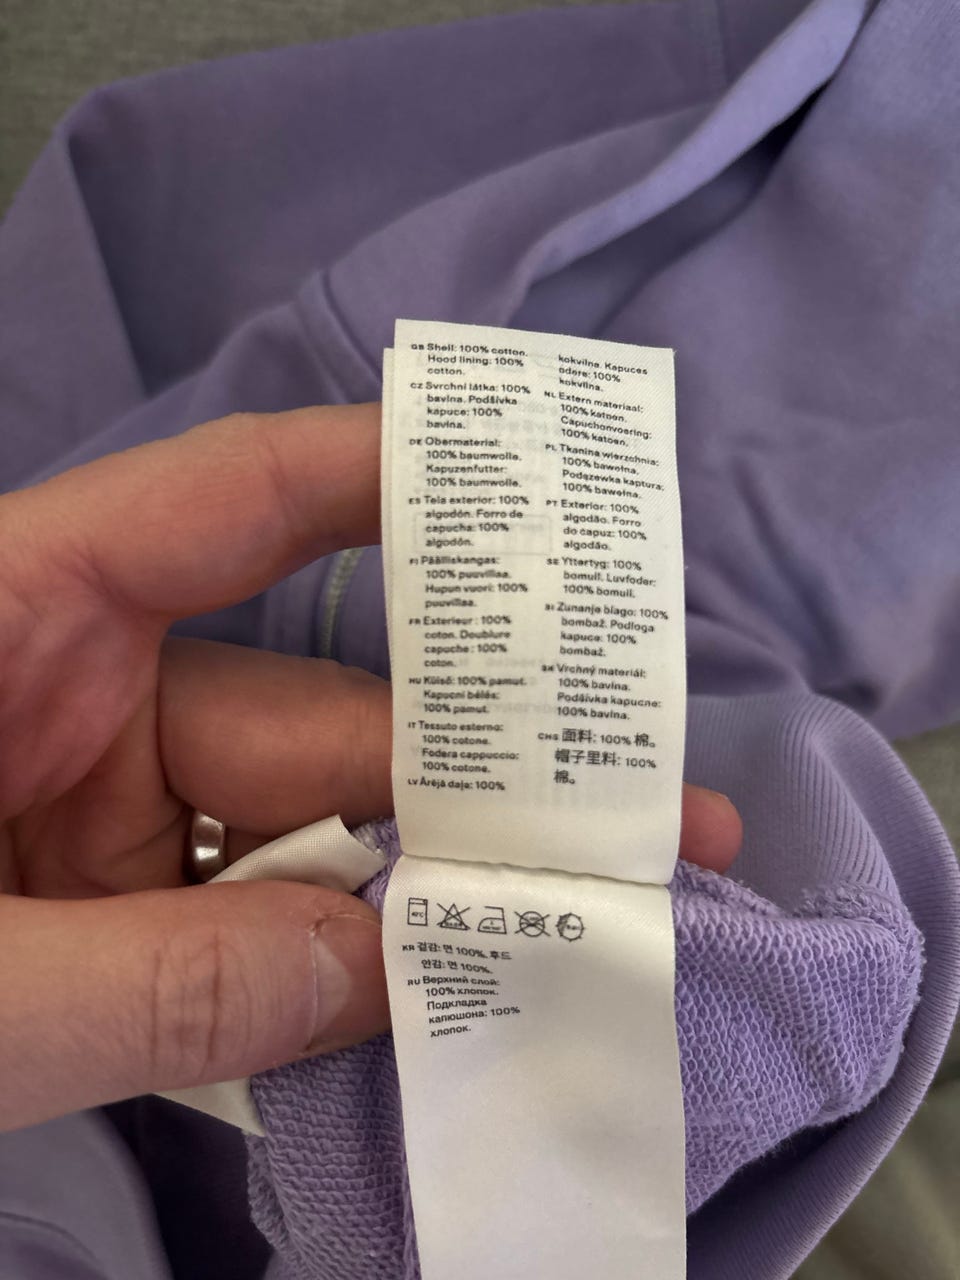 GB Shell: 100% cotton.
Hood lining: 100%
cotton.
CZ Svrchní látka: 100%
bavlna. Podšívka
kapuce: 100%
bavlna.
DE Obermaterial:
100% baumwolle.
Kapuzenfutter:
100% baumwolle.
ES Tela exterior: 100%
algodón. Forro de
capucha: 100%
algodón.
FI Päälliskangas:
100% puuvillaa.
Hupun vuori: 100%
puuvillaa.
FR Exterieur : 100%
coton. Doublure
capuche : 100%
coton.
HU Külső: 100% pamut.
Kapucni bélés:
100% pamut.
IT Tessuto esterno:
100% cotone.
Fodera cappuccio:
100% cotone.
LV Ārējā daļa: 100%
kokvilna. Kapuces
odere: 100%
kokvilna.
NL Extern materiaal:
100% katoen.
Capuchonvoering:
100% katoen.
PL Tkanina wierzchnia:
100% bawełna.
Podszewka kaptura:
100% bawełna.
PT Exterior: 100%
algodão. Forro
do capuz: 100%
algodão.
SE Yttertyg: 100%
bomull. Luvfoder:
100% bomull.
SI Zunanje blago: 100%
bombaž. Podloga
kapuce: 100%
bombaž.
SK Vrchný materiál:
100% bavlna.
Podšívka kapucne:
100% bavlna.
CHS 面料: 100% 棉。
帽子里料: 100%
棉。
40°C
KR 겉감: 면 100%. 후드
안감: 면 100%.
RU Верхний слой:
100% хлопок.
Подкладка
капюшона: 100%
хлопок.